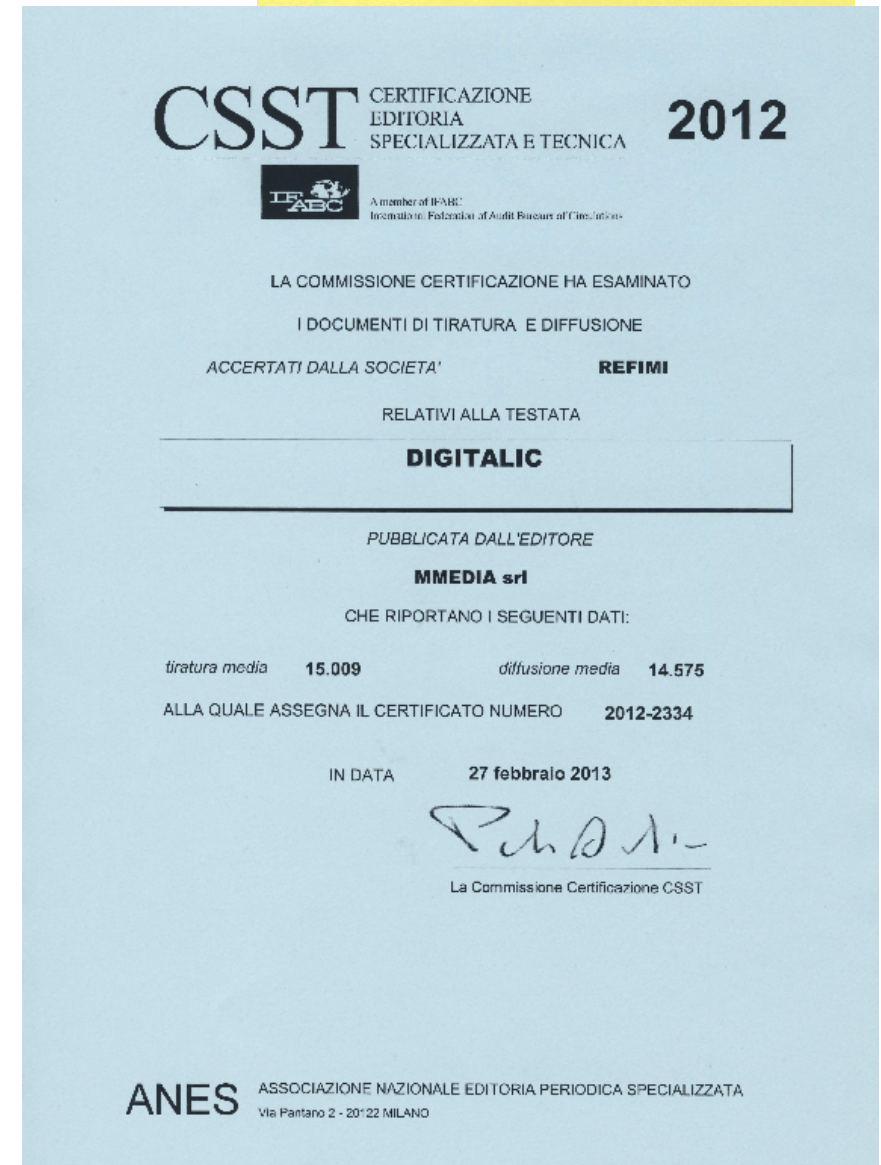 CSST CERTIFICAZIONE
EDITORIA
SPECIALIZZATA E TECNICA
2012
IFABC
A member of IFABC
International Federation of Audit Bureaux of Circulations
LA COMMISSIONE CERTIFICAZIONE HA ESAMINATO
I DOCUMENTI DI TIRATURA E DIFFUSIONE
ACCERTATI DALLA SOCIETA' REFIMI
RELATIVI ALLA TESTATA
DIGITALIC
PUBBLICATA DALL'EDITORE
MMEDIA srl
CHE RIPORTANO I SEGUENTI DATI:
tiratura media 15.009 diffusione media 14.575
ALLA QUALE ASSEGNA IL CERTIFICATO NUMERO 2012-2334
IN DATA 27 febbraio 2013
La Commissione Certificazione CSST
ANES ASSOCIAZIONE NAZIONALE EDITORIA PERIODICA SPECIALIZZATA
Via Pantano 2 - 20122 MILANO